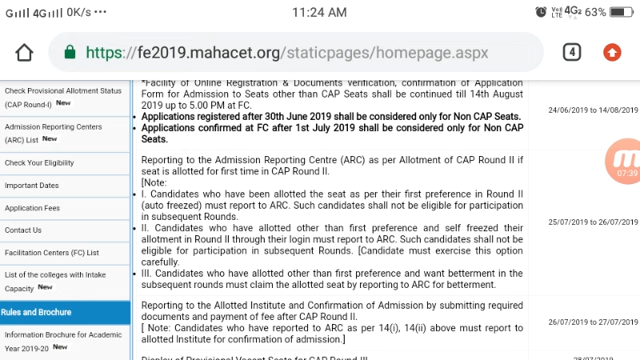 4G 0K/s ••• 11:24 AM VoD LTE 4G2 63%
https://fe2019.mahacet.org/staticpages/homepage.aspx 4
Check Provisional Allotment Status
(CAP Round-I) New
Admission Reporting Centers
(ARC) List New
Check Your Eligibility
Important Dates
Application Fees
Contact Us
Facilitation Centers (FC) List
List of the colleges with Intake
Capacity New
Rules and Brochure
Information Brochure for Academic
Year 2019-20 New
*Facility of Online Registration & Documents verification, confirmation of Application
Form for Admission to Seats other than CAP Seats shall be continued till 14th August
2019 up to 5.00 PM at FC.
• Applications registered after 30th June 2019 shall be considered only for Non CAP Seats.
• Applications confirmed at FC after 1st July 2019 shall be considered only for Non CAP
Seats.
24/06/2019 to 14/08/2019
Reporting to the Admission Reporting Centre (ARC) as per Allotment of CAP Round II if
seat is allotted for first time in CAP Round II.
[Note:
• I. Candidates who have been allotted the seat as per their first preference in Round II
(auto freezed) must report to ARC. Such candidates shall not be eligible for participation
in subsequent Rounds.
• II. Candidates who have allotted other than first preference and self freezed their
allotment in Round II through their login must report to ARC. Such candidates shall not be
eligible for participation in subsequent Rounds. [Candidate must exercise this option
carefully.
• III. Candidates who have allotted other than first preference and want betterment in the
subsequent rounds must claim the allotted seat by reporting to ARC for betterment.
25/07/2019 to 26/07/2019
Reporting to the Allotted Institute and Confirmation of Admission by submitting required
documents and payment of fee after CAP Round II.
[ Note: Candidates who have reported to ARC as per 14(i), 14(ii) above must report to
allotted Institute for confirmation of admission.]
26/07/2019 to 27/07/2019
Display of Provisional Vacant Seats for CAP Round III
28/07/2019
07:39